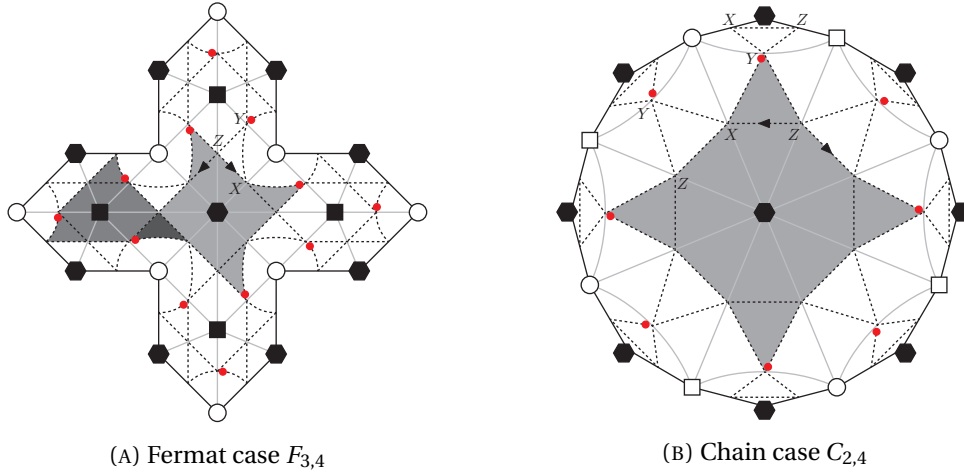 X Z
Y
Y
Z
X Z
Y
X
Z
(A) Fermat case F₃,₄
(B) Chain case C₂,₄